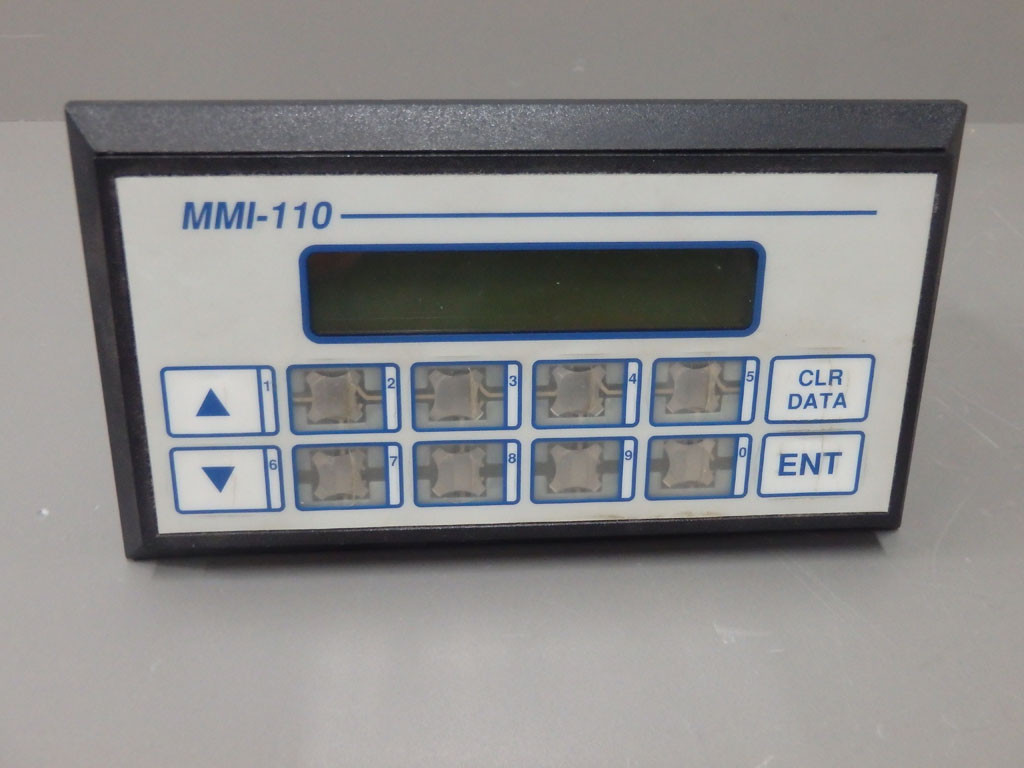 MMI-110
▲ 1 2 3 4 5 CLR
DATA
▼ 6 7 8 9 0 ENT